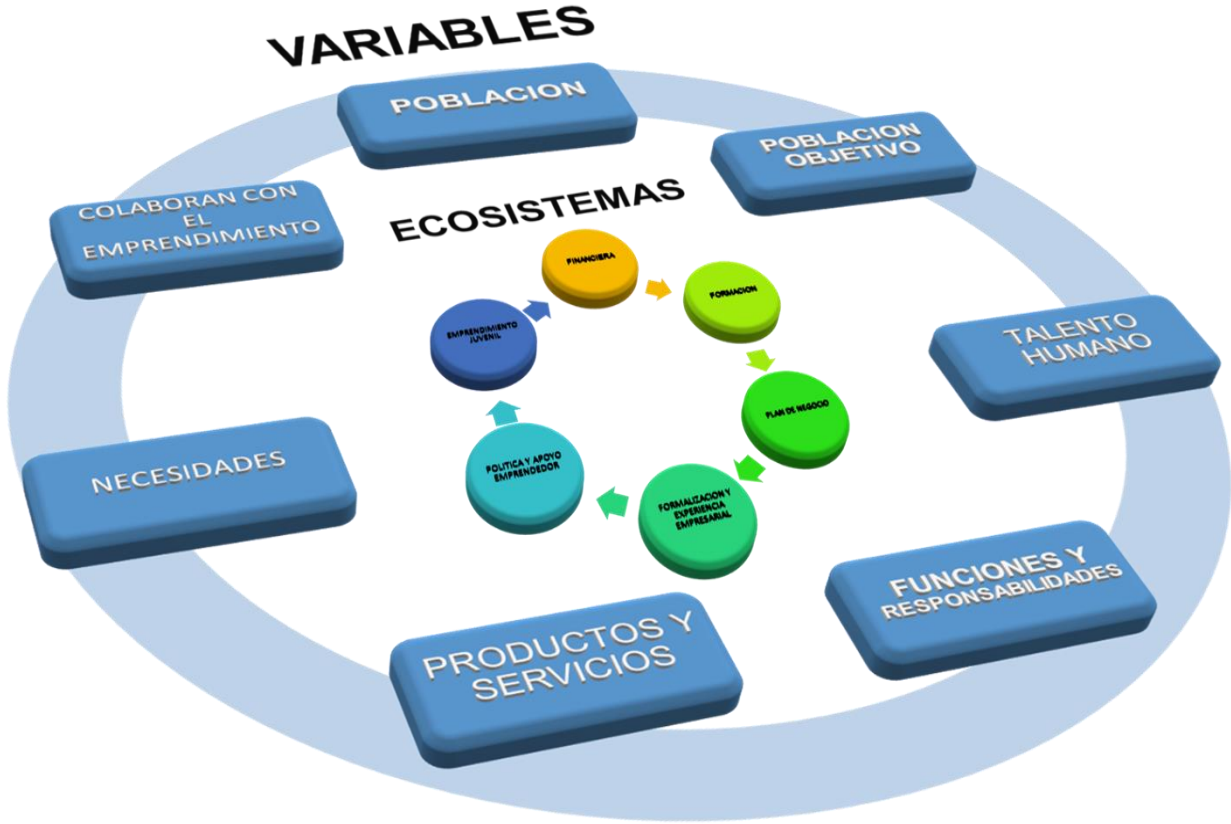 VARIABLES
POBLACION
POBLACION
OBJETIVO
TALENTO
HUMANO
FUNCIONES Y
RESPONSABILIDADES
PRODUCTOS Y
SERVICIOS
NECESIDADES
COLABORAN CON
EL
EMPRENDIMIENTO
ECOSISTEMAS
FINANCIERA
FORMACION
PLAN DE NEGOCIO
FORMALIZACION Y
EXPERIENCIA
EMPRESARIAL
POLITICA Y APOYO
EMPRENDEDOR
EMPRENDIMIENTO
JUVENIL